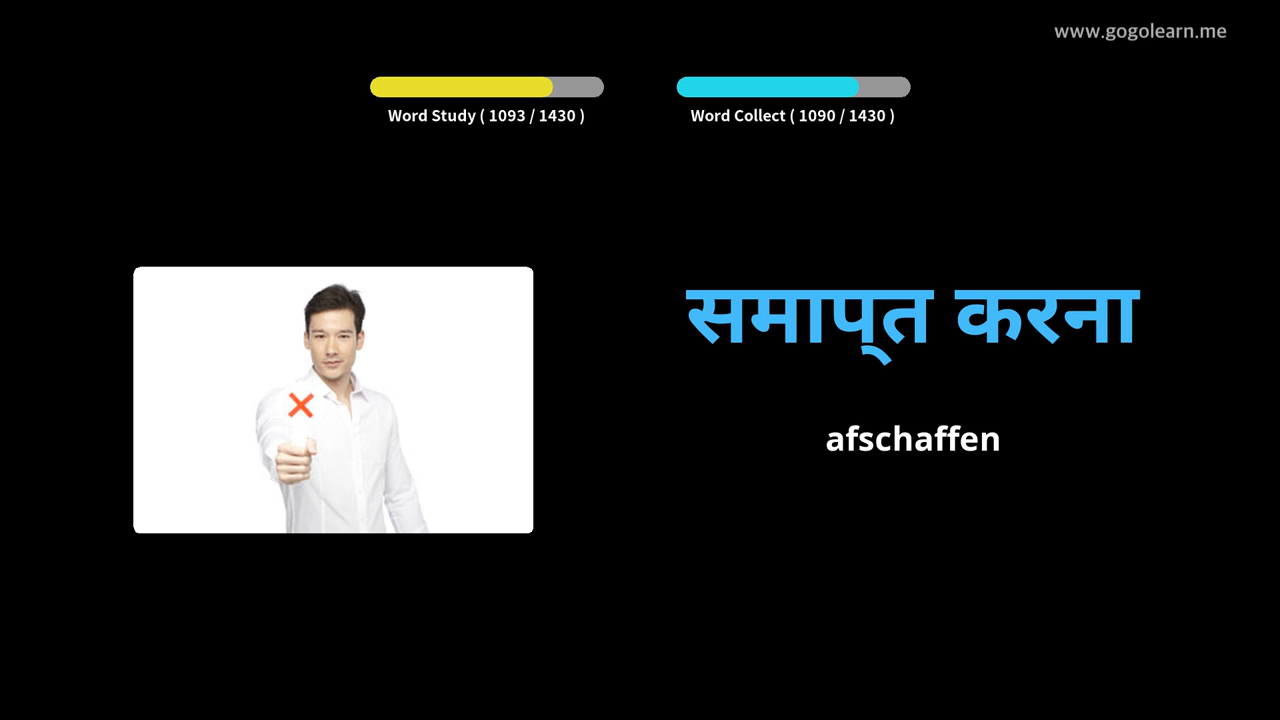 www.gogolearn.me
Word Study ( 1093 / 1430 )
Word Collect ( 1090 / 1430 )
समाप्त करना
afschaffen